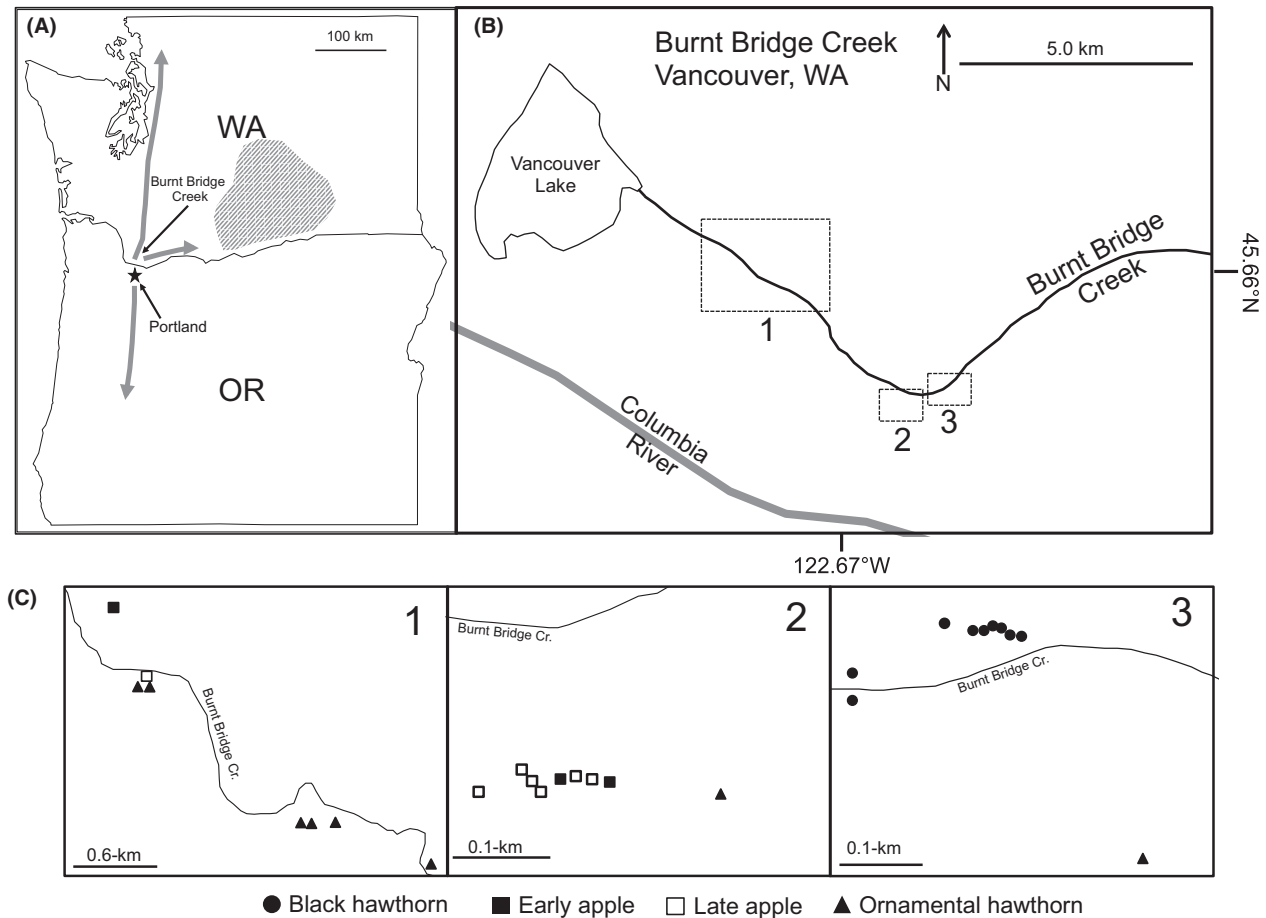 (A)
100 km
WA
Burnt Bridge
Creek
Portland
OR
(B)
Burnt Bridge Creek
Vancouver, WA
N
5.0 km
Vancouver
Lake
1
2
3
Burnt Bridge
Creek
Columbia
River
45.66°N
122.67°W
(C)
1
Burnt Bridge Cr.
0.6-km
2
Burnt Bridge Cr.
0.1-km
3
Burnt Bridge Cr.
0.1-km
Black hawthorn Early apple Late apple Ornamental hawthorn